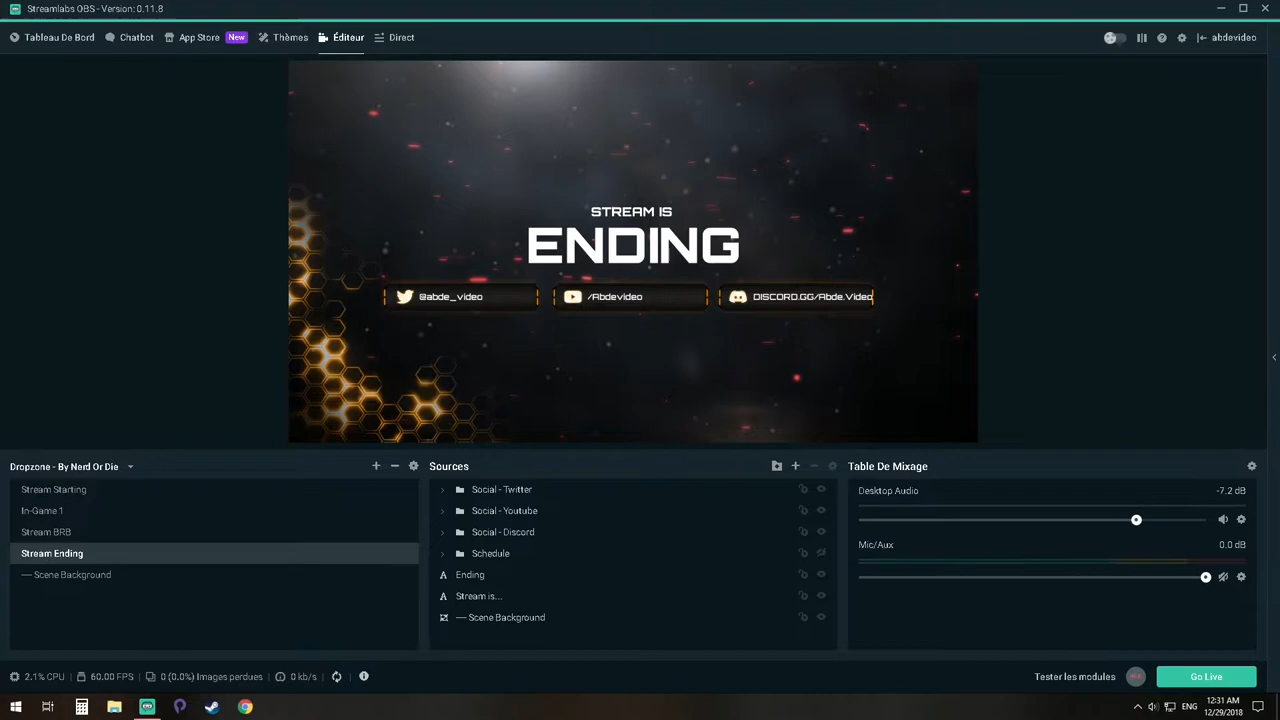 Streamlabs OBS - Version: 0.11.8
Tableau De Bord Chatbot App Store New Thèmes Éditeur Direct abdevideo
STREAM IS
ENDING
@abde_video /Abdevideo DISCORD.GG/Abde.Video
Dropzone - By Nerd Or Die
Stream Starting
In-Game 1
Stream BRB
Stream Ending
— Scene Background
Sources
Social - Twitter
Social - Youtube
Social - Discord
Schedule
Ending
Stream is...
— Scene Background
Table De Mixage
Desktop Audio -7.2 dB
Mic/Aux 0.0 dB
2.1% CPU 60.00 FPS 0 (0.0%) Images perdues 0 kb/s Tester les modules Go Live
12:31 AM
12/29/2018